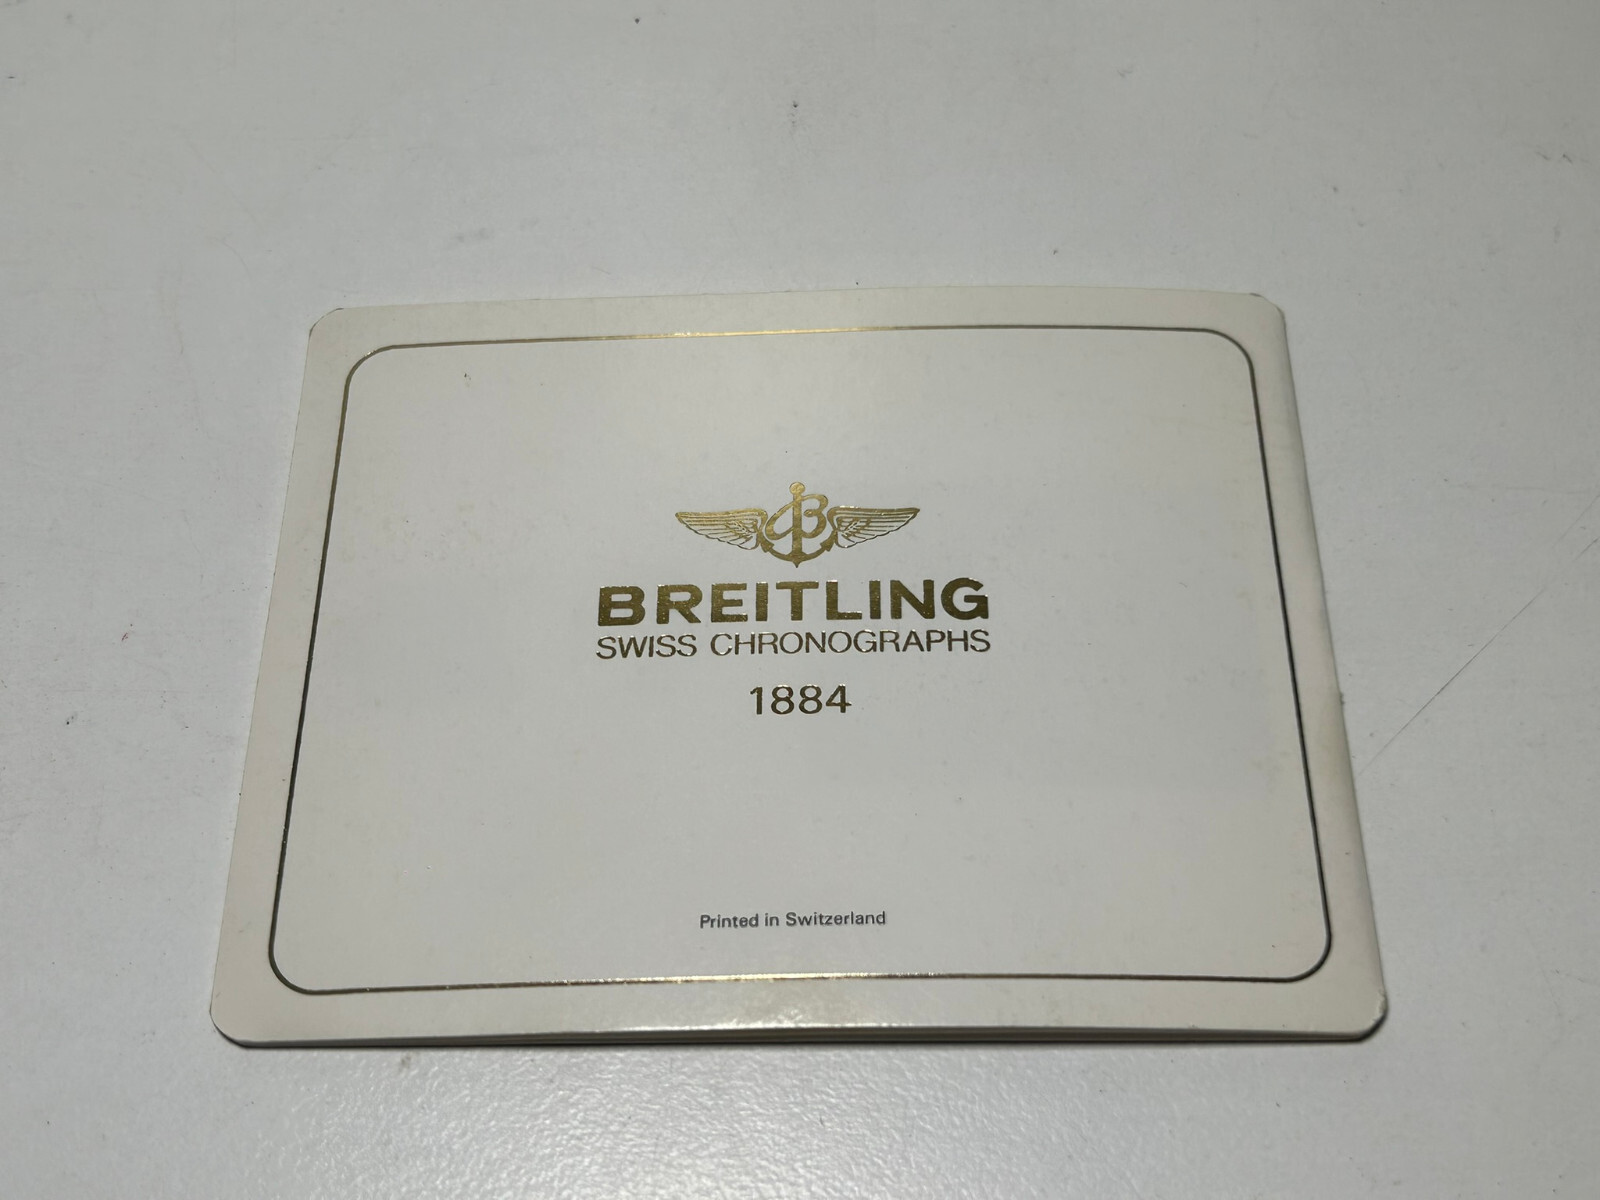 BREITLING
SWISS CHRONOGRAPHS
1884
Printed in Switzerland